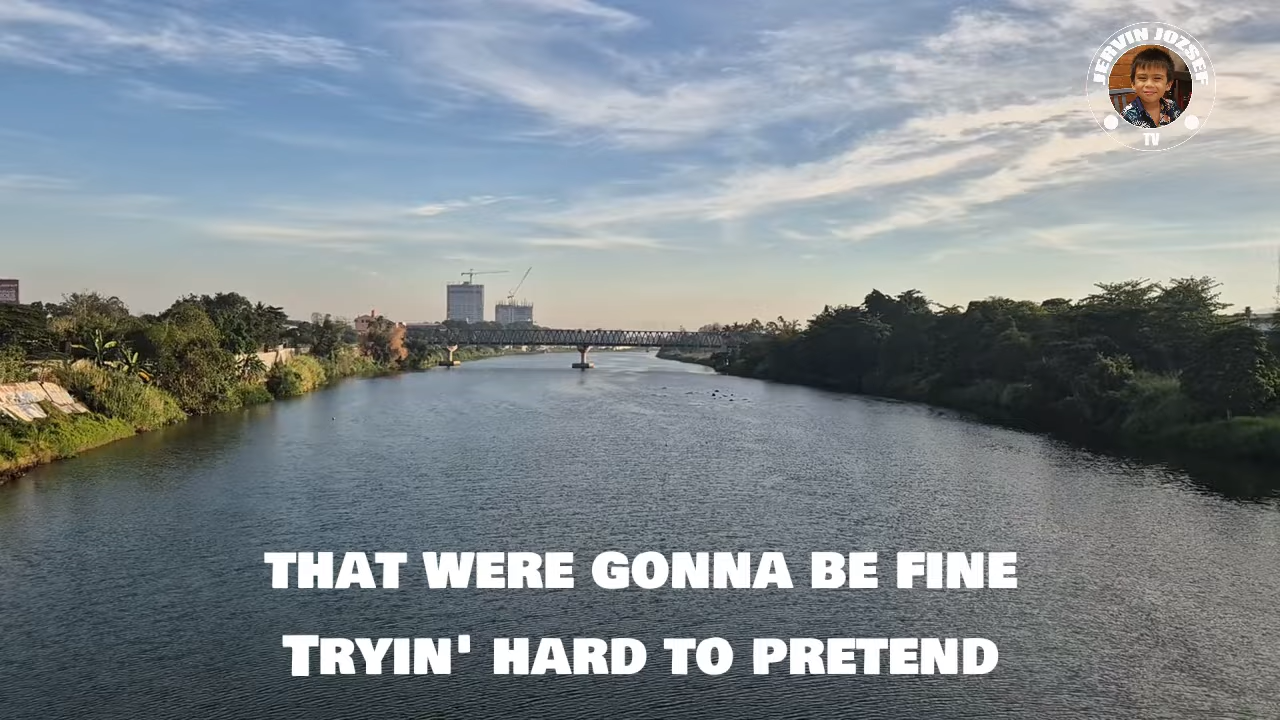 JERVIN JOZSEF
TV
THAT WERE GONNA BE FINE
TRYIN' HARD TO PRETEND